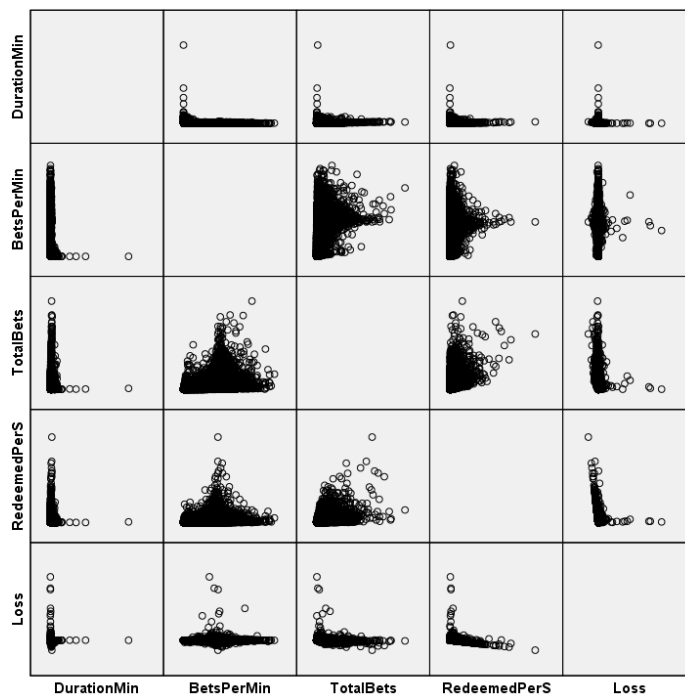 DurationMin
BetsPerMin
TotalBets
RedeemedPerS
Loss
DurationMin BetsPerMin TotalBets RedeemedPerS Loss